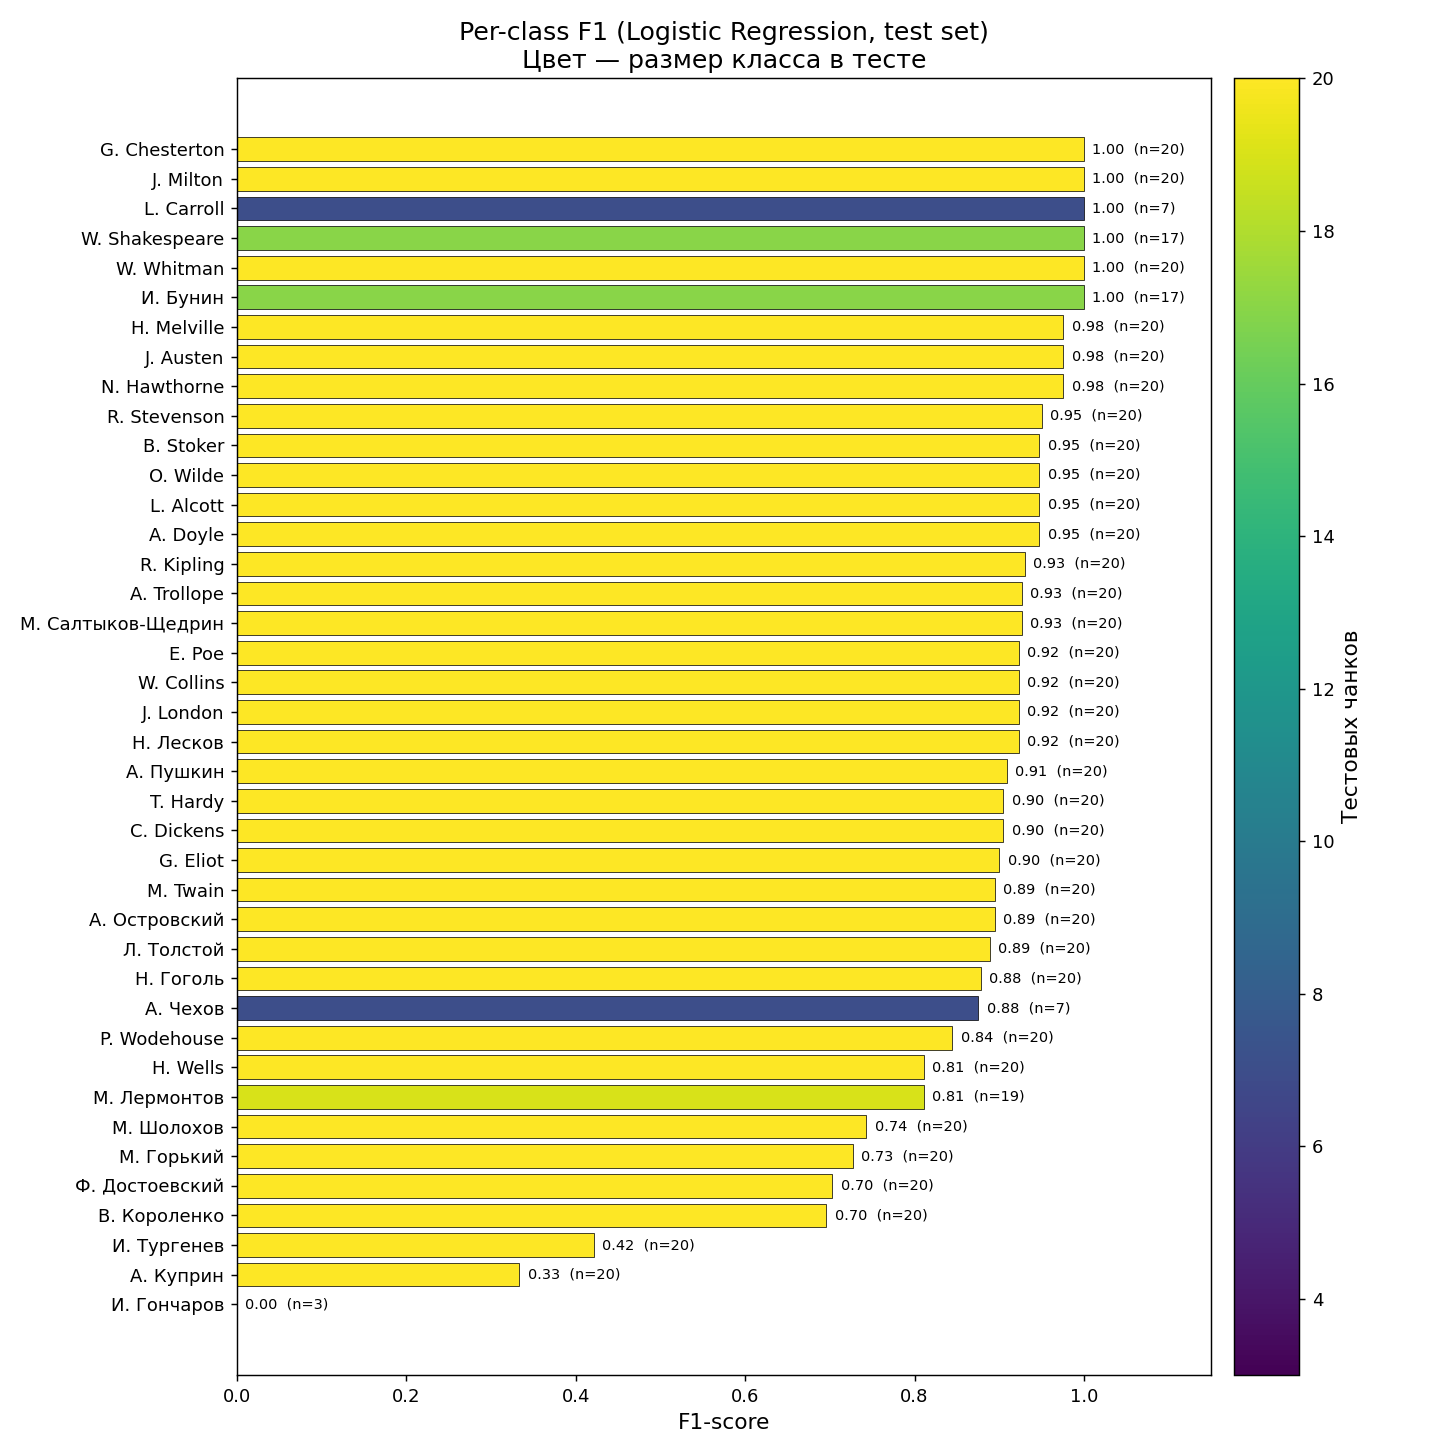 Per-class F1 (Logistic Regression, test set)
Цвет — размер класса в тесте
G. Chesterton 1.00 (n=20)
J. Milton 1.00 (n=20)
L. Carroll 1.00 (n=7)
W. Shakespeare 1.00 (n=17)
W. Whitman 1.00 (n=20)
И. Бунин 1.00 (n=17)
H. Melville 0.98 (n=20)
J. Austen 0.98 (n=20)
N. Hawthorne 0.98 (n=20)
R. Stevenson 0.95 (n=20)
B. Stoker 0.95 (n=20)
O. Wilde 0.95 (n=20)
L. Alcott 0.95 (n=20)
A. Doyle 0.95 (n=20)
R. Kipling 0.93 (n=20)
A. Trollope 0.93 (n=20)
М. Салтыков-Щедрин 0.93 (n=20)
E. Poe 0.92 (n=20)
W. Collins 0.92 (n=20)
J. London 0.92 (n=20)
Н. Лесков 0.92 (n=20)
А. Пушкин 0.91 (n=20)
T. Hardy 0.90 (n=20)
C. Dickens 0.90 (n=20)
G. Eliot 0.90 (n=20)
M. Twain 0.89 (n=20)
А. Островский 0.89 (n=20)
Л. Толстой 0.89 (n=20)
Н. Гоголь 0.88 (n=20)
А. Чехов 0.88 (n=7)
P. Wodehouse 0.84 (n=20)
H. Wells 0.81 (n=20)
М. Лермонтов 0.81 (n=19)
М. Шолохов 0.74 (n=20)
М. Горький 0.73 (n=20)
Ф. Достоевский 0.70 (n=20)
В. Короленко 0.70 (n=20)
И. Тургенев 0.42 (n=20)
А. Куприн 0.33 (n=20)
И. Гончаров 0.00 (n=3)
0.0 0.2 0.4 0.6 0.8 1.0
F1-score
20
18
16
14
12
10
8
6
4
Тестовых чанков